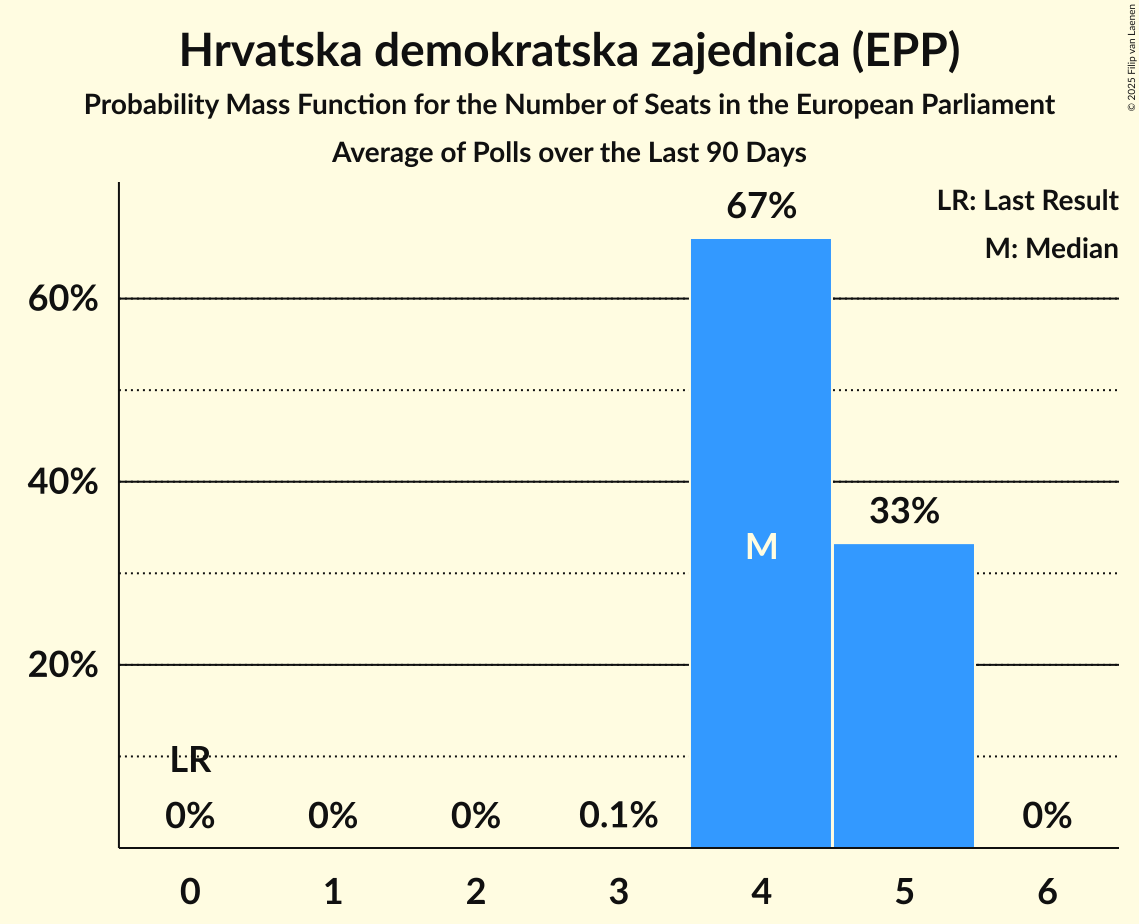 Hrvatska demokratska zajednica (EPP)
Probability Mass Function for the Number of Seats in the European Parliament
Average of Polls over the Last 90 Days
© 2025 Filip van Laenen
LR: Last Result
M: Median
67%
60%
40%
33%
M
20%
LR
0% 0% 0% 0.1% 0%
0 1 2 3 4 5 6